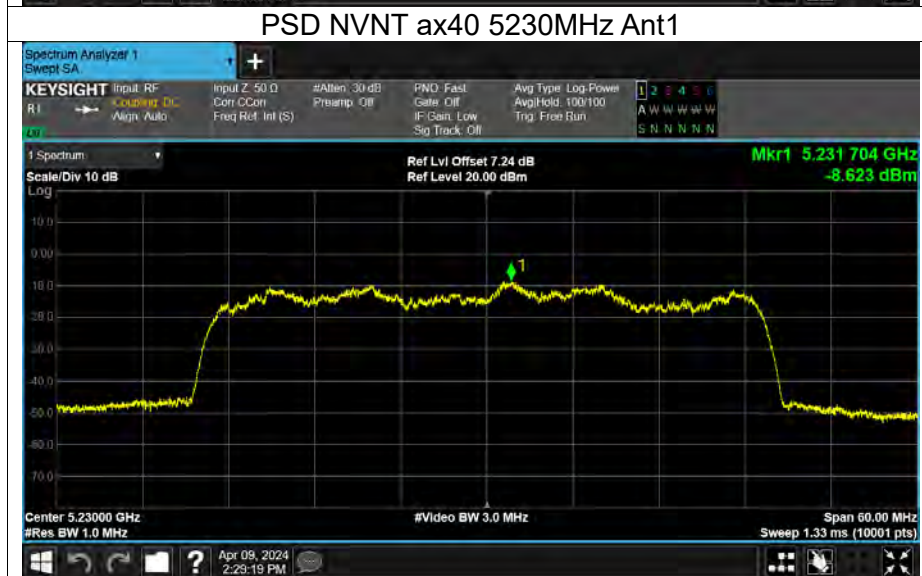 PSD NVNT ax40 5230MHz Ant1
Spectrum Analyzer 1
Swept SA
+
KEYSIGHT Input: RF
Coupling: DC
Align: Auto
Input Z: 50 Ω
Corr CCorr
Freq Ref: Int (S)
#Atten: 30 dB
Preamp: Off
PNO: Fast
Gate: Off
IF Gain: Low
Sig Track: Off
Avg Type: Log-Power
Avg|Hold: 100/100
Trig: Free Run
1 2 3 4 5 6
A W W W W W
S N N N N N
1 Spectrum
Scale/Div 10 dB
Ref Lvl Offset 7.24 dB
Ref Level 20.00 dBm
Mkr1 5.231 704 GHz
-8.623 dBm
Log
10.0
0.00
-10.0
-20.0
-30.0
-40.0
-50.0
-60.0
-70.0
1
Center 5.23000 GHz
#Res BW 1.0 MHz
#Video BW 3.0 MHz
Span 60.00 MHz
Sweep 1.33 ms (10001 pts)
?
Apr 09, 2024
2:29:19 PM